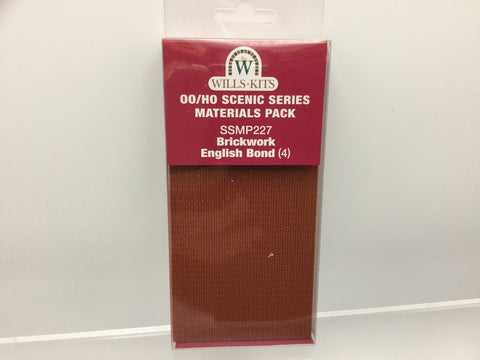 W
WILLS·KITS
OO/HO SCENIC SERIES
MATERIALS PACK
SSMP227
Brickwork
English Bond (4)